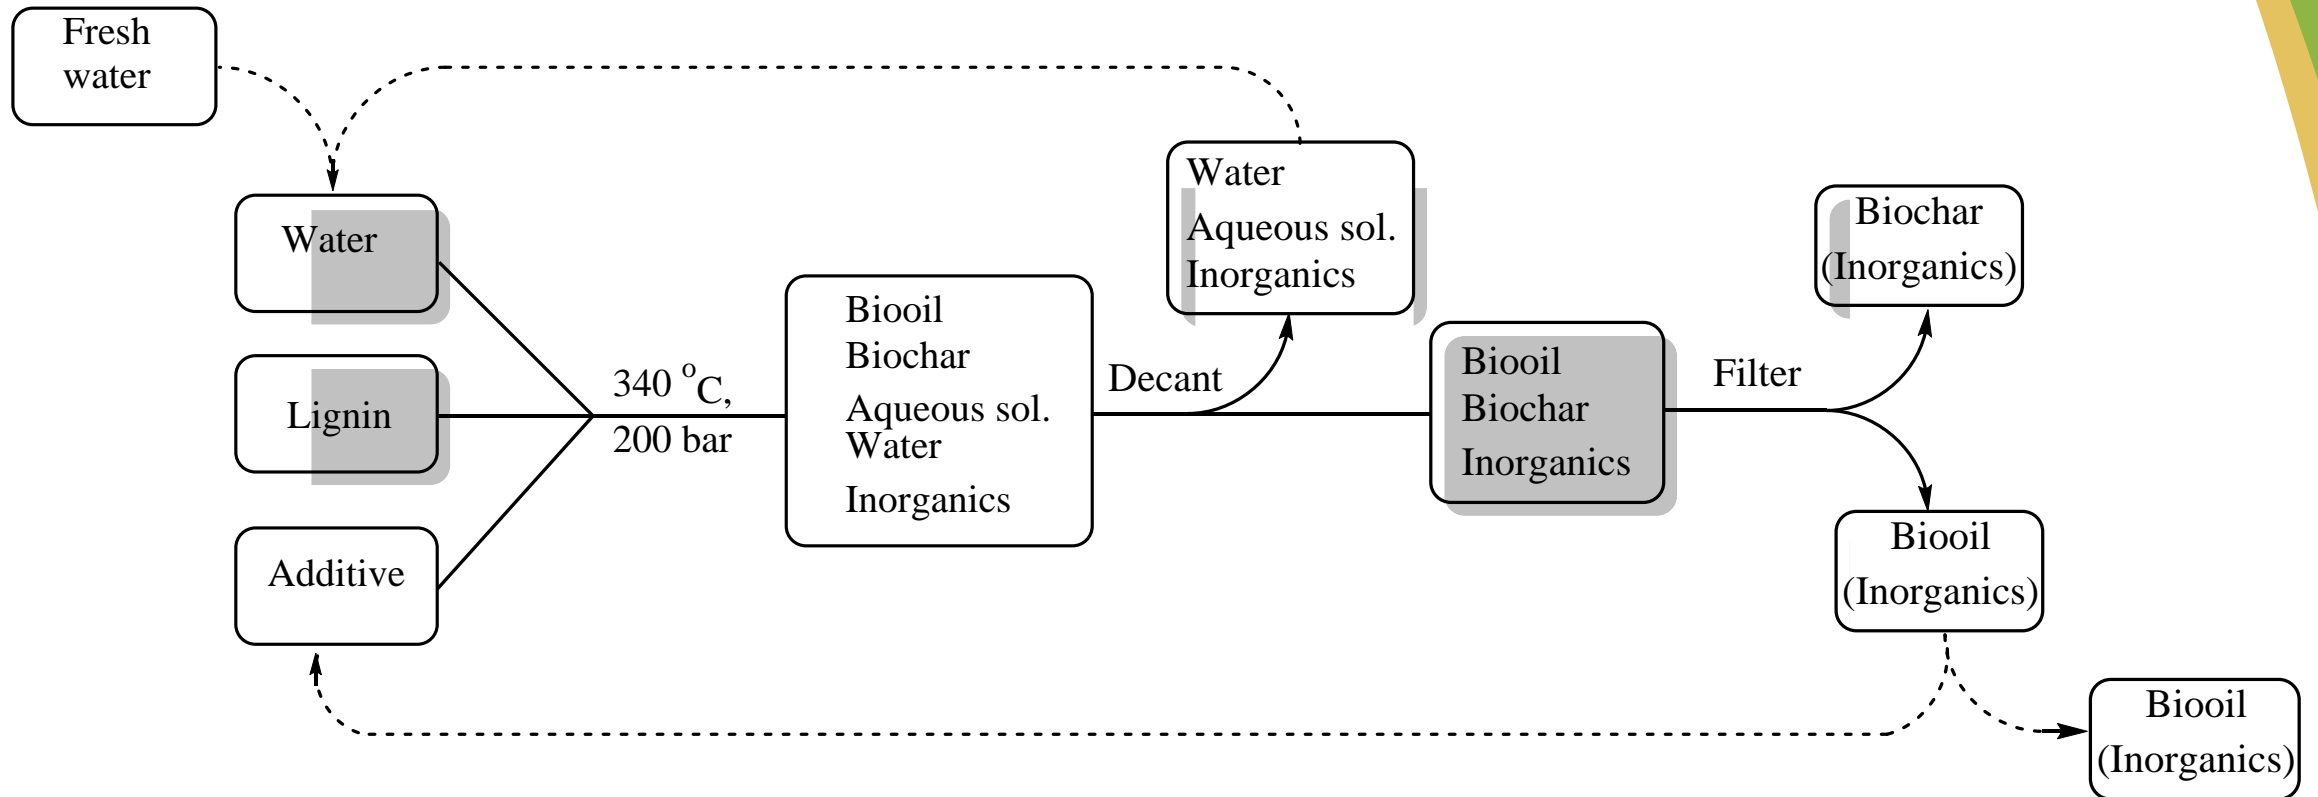 Fresh
water
Water
Lignin
Additive
340 °C,
200 bar
Biooil
Biochar
Aqueous sol.
Water
Inorganics
Decant
Water
Aqueous sol.
Inorganics
Biooil
Biochar
Inorganics
Filter
Biochar
(Inorganics)
Biooil
(Inorganics)
Biooil
(Inorganics)